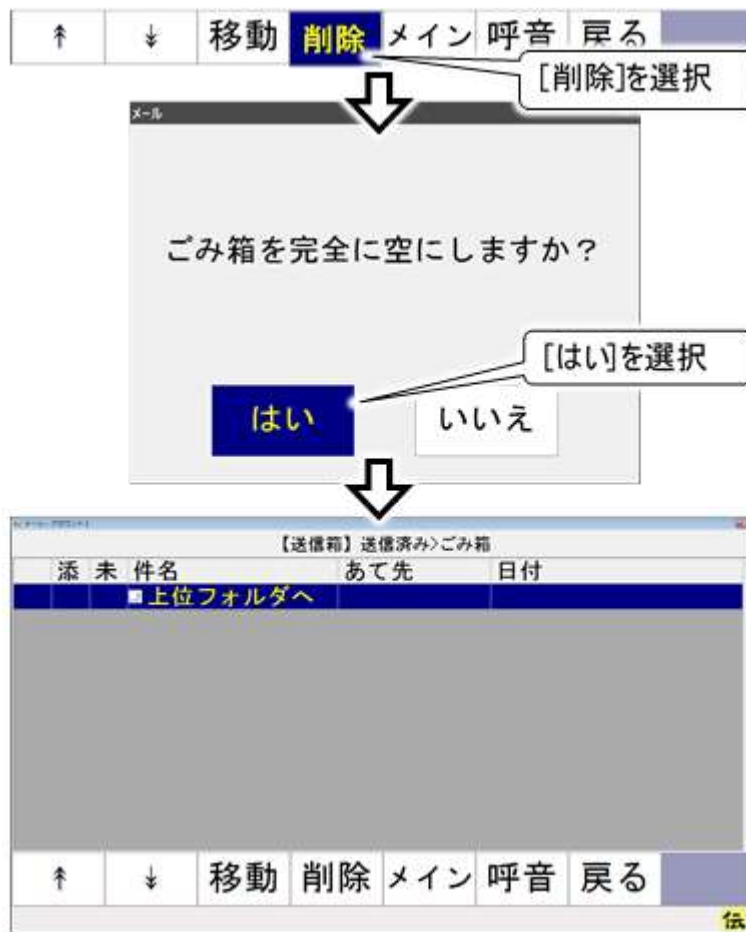 ↟ ↡ 移動 削除 メイン 呼音 戻る
[削除]を選択
メール
ごみ箱を完全に空にしますか？
[はい]を選択
はい いいえ
【送信箱】送信済み>ごみ箱
添 未 件名 あて先 日付
上位フォルダへ
↟ ↡ 移動 削除 メイン 呼音 戻る
伝